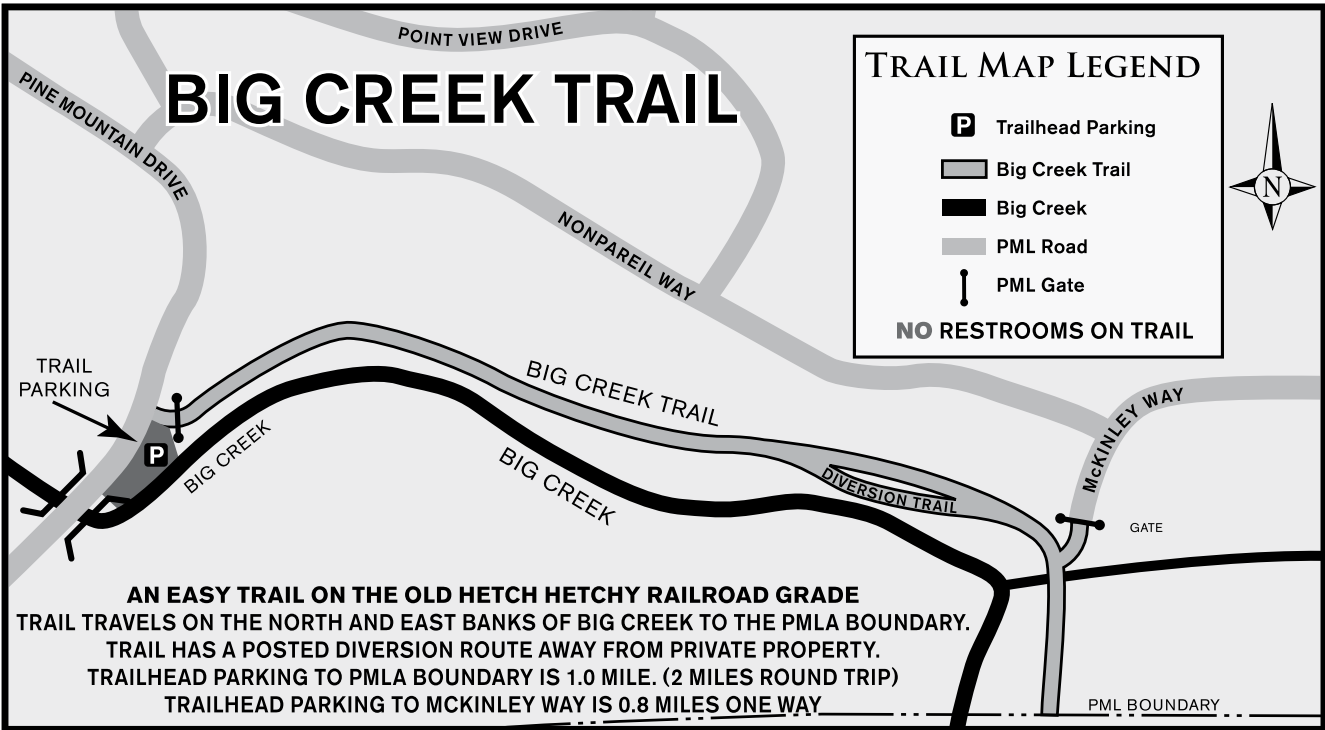 POINT VIEW DRIVE
PINE MOUNTAIN DRIVE
BIG CREEK TRAIL
NONPAREIL WAY
TRAIL MAP LEGEND
P Trailhead Parking
Big Creek Trail
Big Creek
PML Road
PML Gate
NO RESTROOMS ON TRAIL
N
TRAIL
PARKING
P
BIG CREEK TRAIL
BIG CREEK
BIG CREEK
DIVERSION TRAIL
McKINLEY WAY
GATE
AN EASY TRAIL ON THE OLD HETCH HETCHY RAILROAD GRADE
TRAIL TRAVELS ON THE NORTH AND EAST BANKS OF BIG CREEK TO THE PMLA BOUNDARY.
TRAIL HAS A POSTED DIVERSION ROUTE AWAY FROM PRIVATE PROPERTY.
TRAILHEAD PARKING TO PMLA BOUNDARY IS 1.0 MILE. (2 MILES ROUND TRIP)
TRAILHEAD PARKING TO MCKINLEY WAY IS 0.8 MILES ONE WAY
PML BOUNDARY